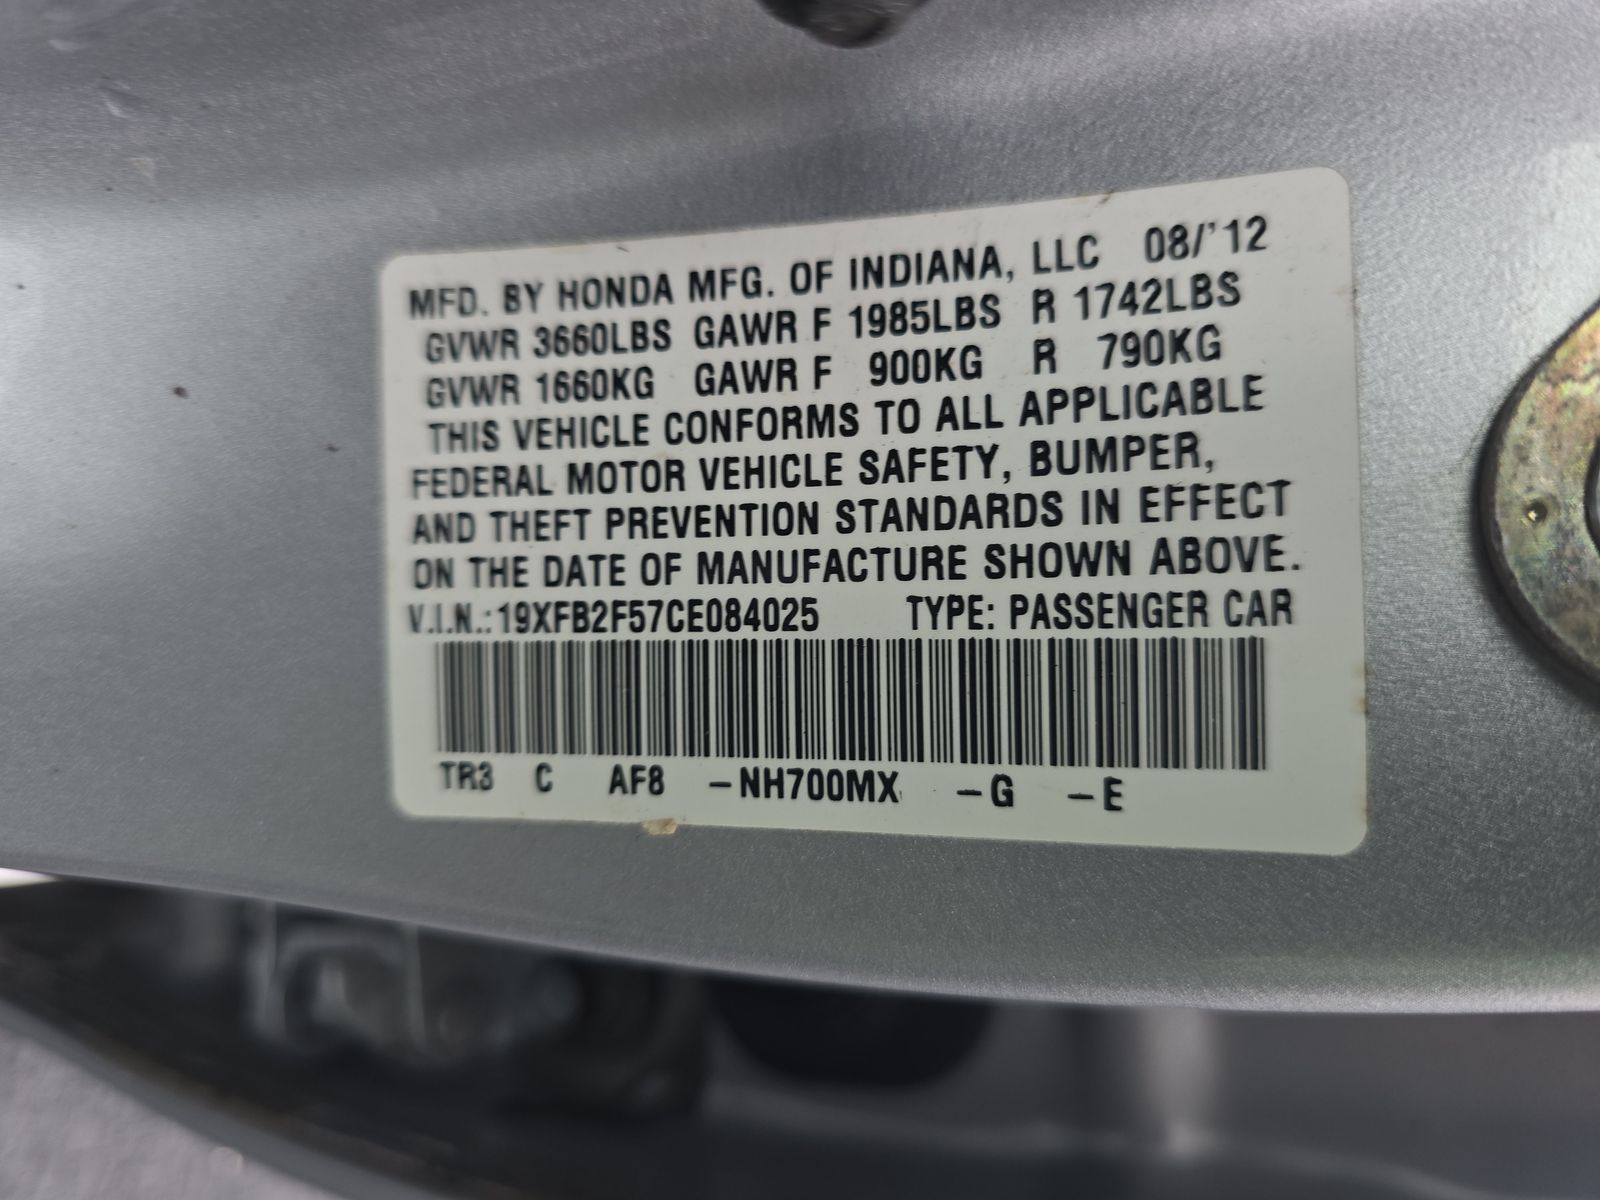 MFD. BY HONDA MFG. OF INDIANA, LLC 08/'12
GVWR 3660LBS GAWR F 1985LBS R 1742LBS
GVWR 1660KG GAWR F 900KG R 790KG
THIS VEHICLE CONFORMS TO ALL APPLICABLE
FEDERAL MOTOR VEHICLE SAFETY, BUMPER,
AND THEFT PREVENTION STANDARDS IN EFFECT
ON THE DATE OF MANUFACTURE SHOWN ABOVE.
V.I.N.: 19XFB2F57CE084025 TYPE: PASSENGER CAR
TR3 C AF8 -NH700MX -G -E